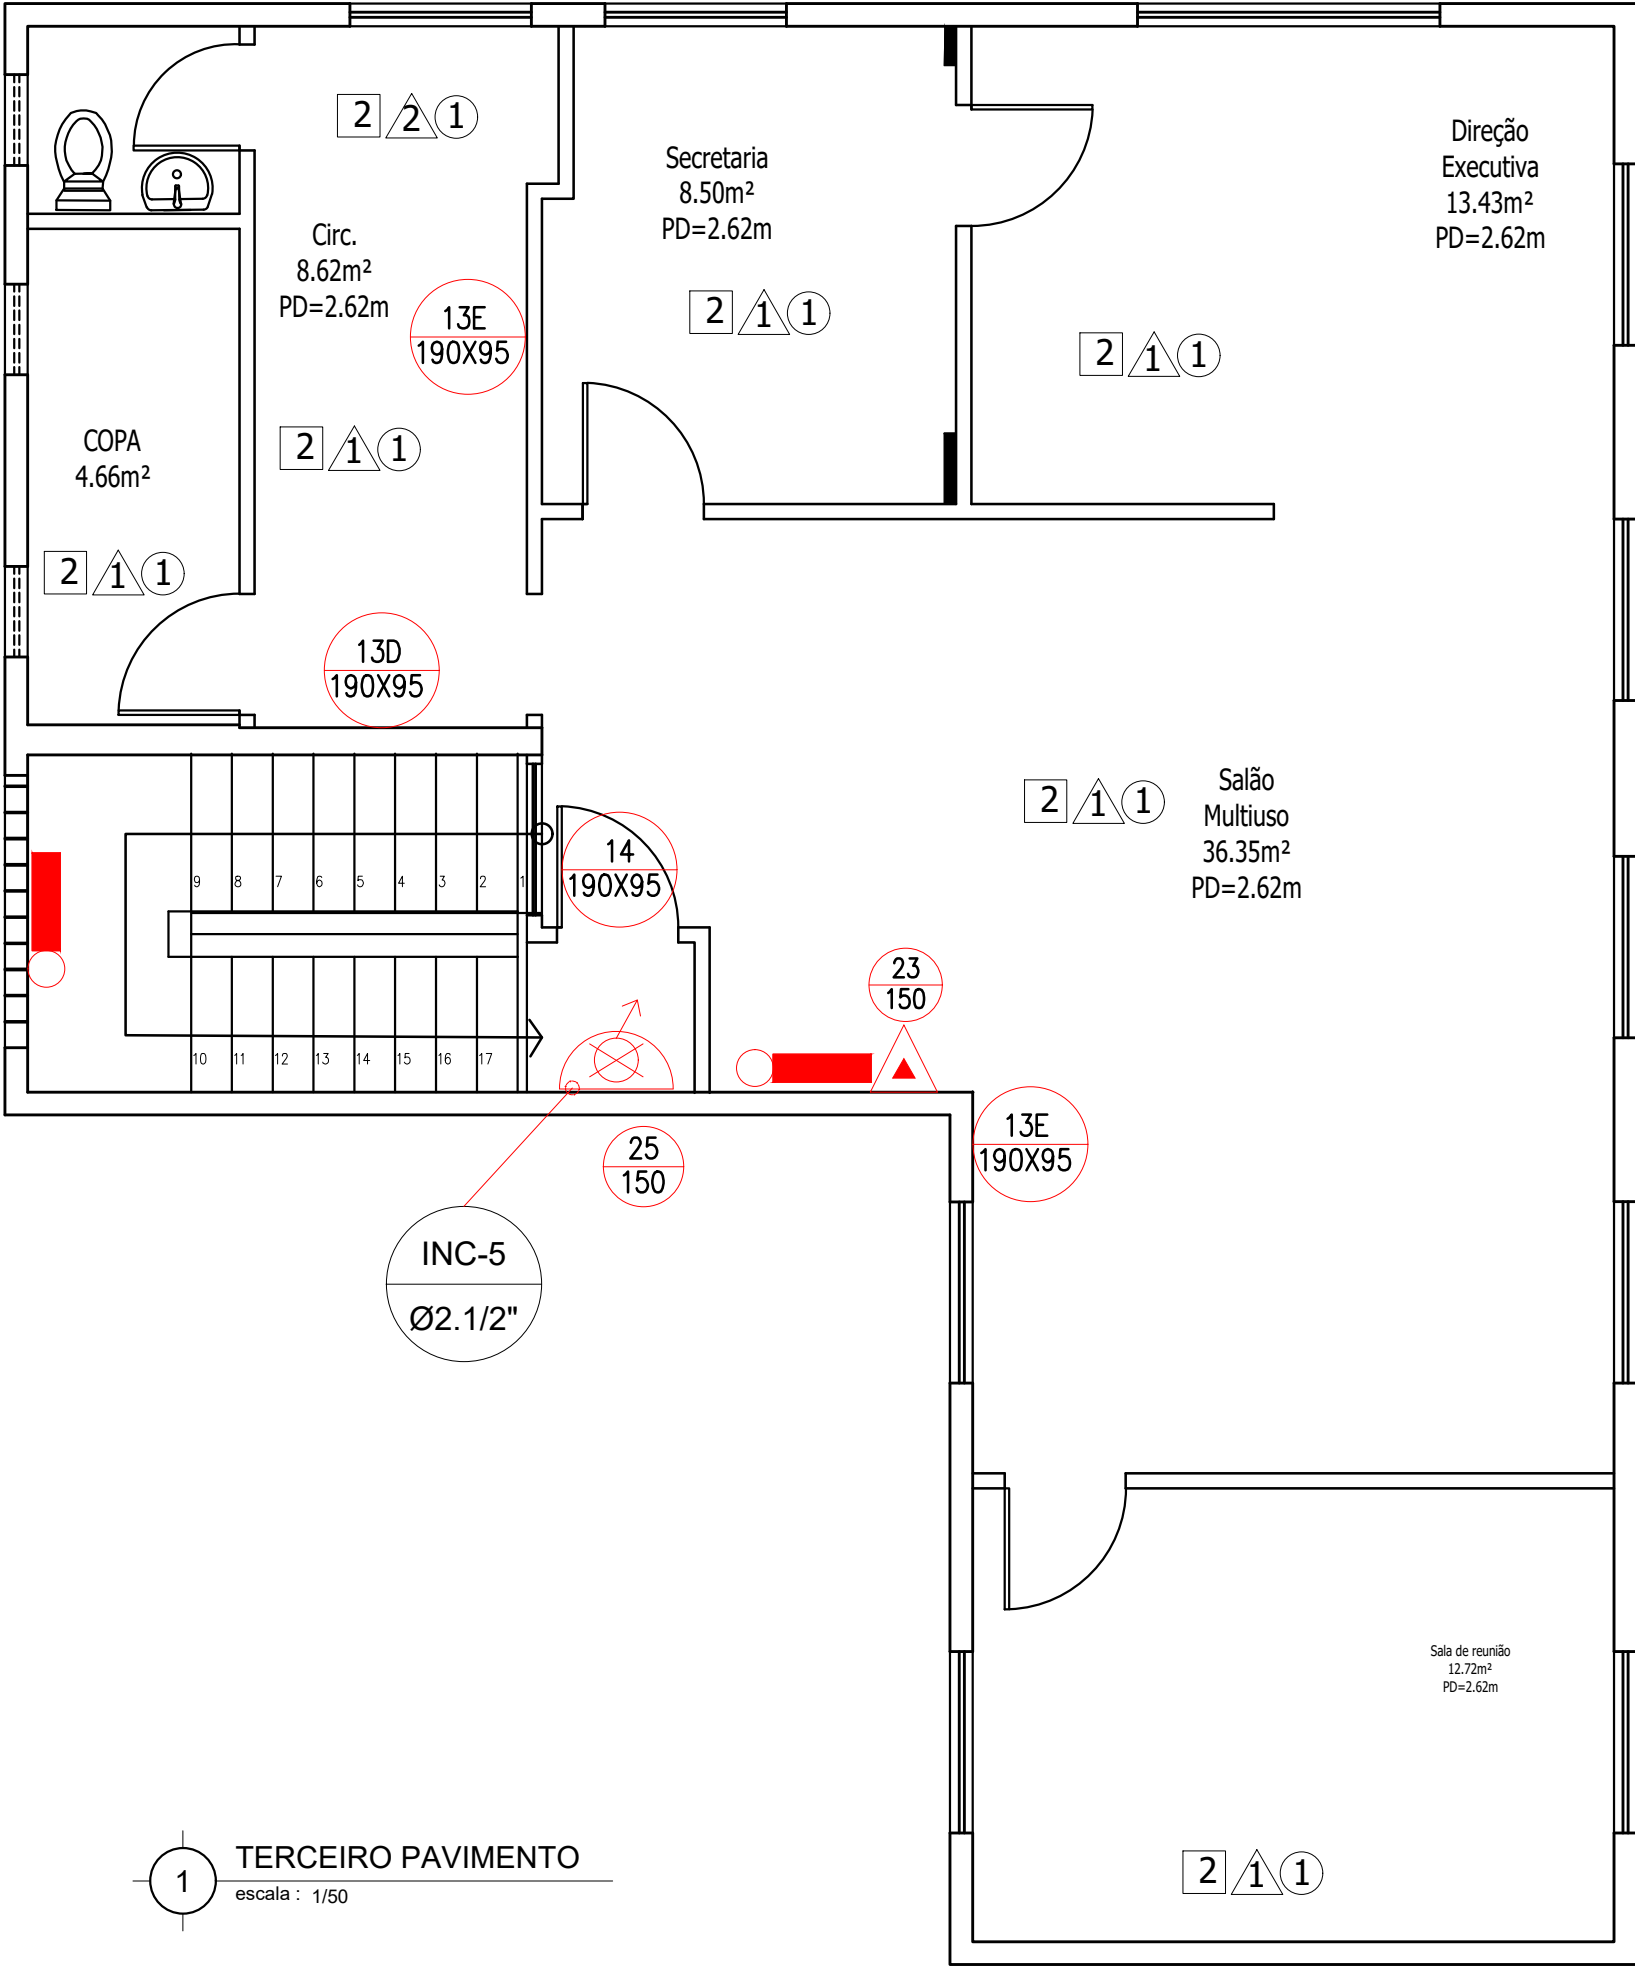 2 2 1
Secretaria
8.50m²
PD=2.62m
Direção
Executiva
13.43m²
PD=2.62m
Circ.
8.62m²
PD=2.62m
13E
190X95
2 1 1
2 1 1
COPA
4.66m²
2 1 1
2 1 1
13D
190X95
Salão
Multiuso
36.35m²
PD=2.62m
2 1 1
14
190X95
9 8 7 6 5 4 3 2 1
23
150
10 11 12 13 14 15 16 17
13E
190X95
25
150
INC-5
Ø2.1/2"
Sala de reunião
12.72m²
PD=2.62m
2 1 1
1
TERCEIRO PAVIMENTO
escala : 1/50